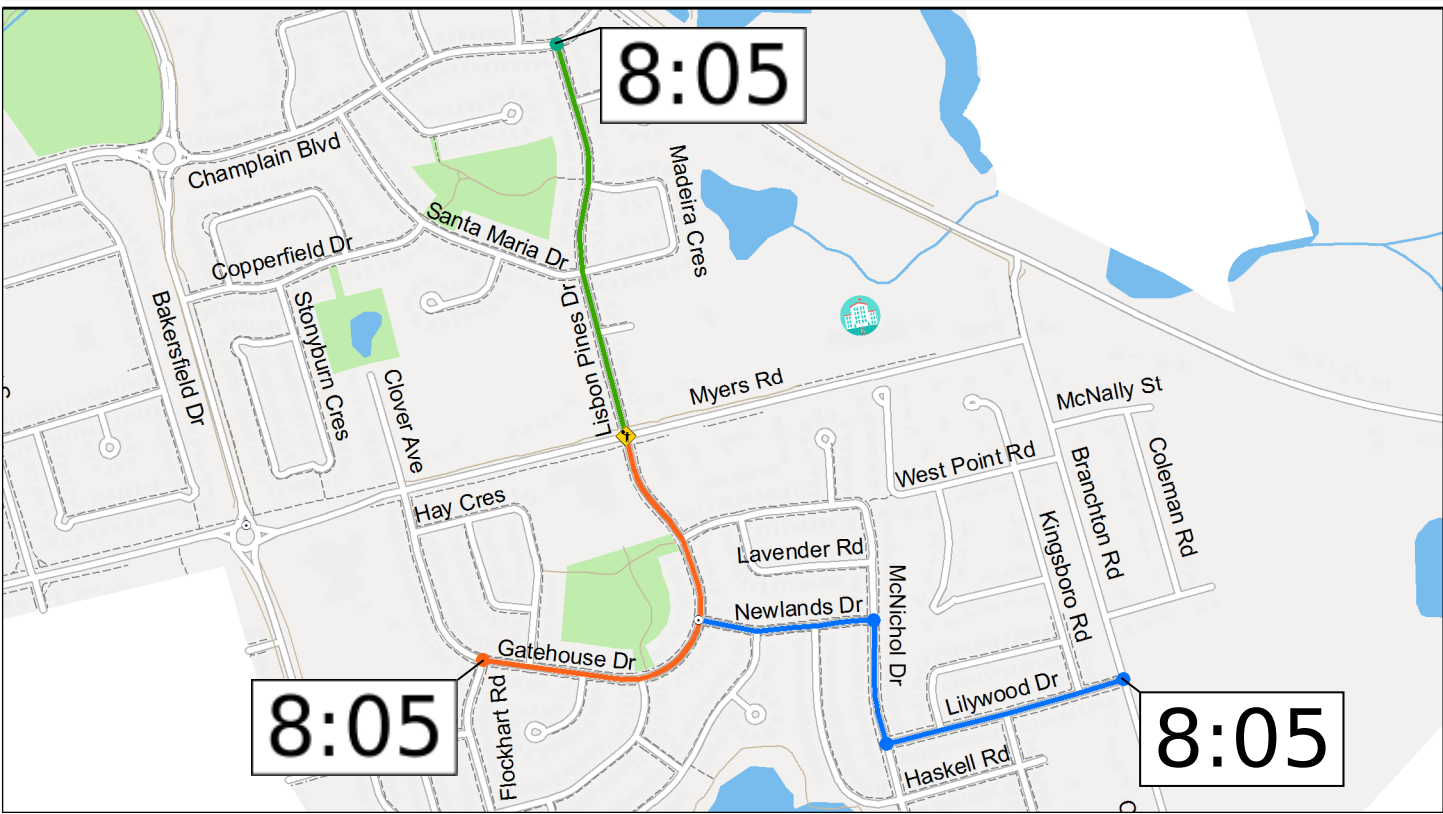 8:05
Champlain Blvd
Madeira Cres
Santa Maria Dr
Copperfield Dr
Bakersfield Dr
Stonyburn Cres
Lisbon Pines Dr
Clover Ave
Myers Rd
McNally St
West Point Rd
Branchton Rd
Coleman Rd
Hay Cres
Kingsboro Rd
Lavender Rd
McNichol Dr
Newlands Dr
Gatehouse Dr
Flockhart Rd
Lilywood Dr
8:05
8:05
Haskell Rd